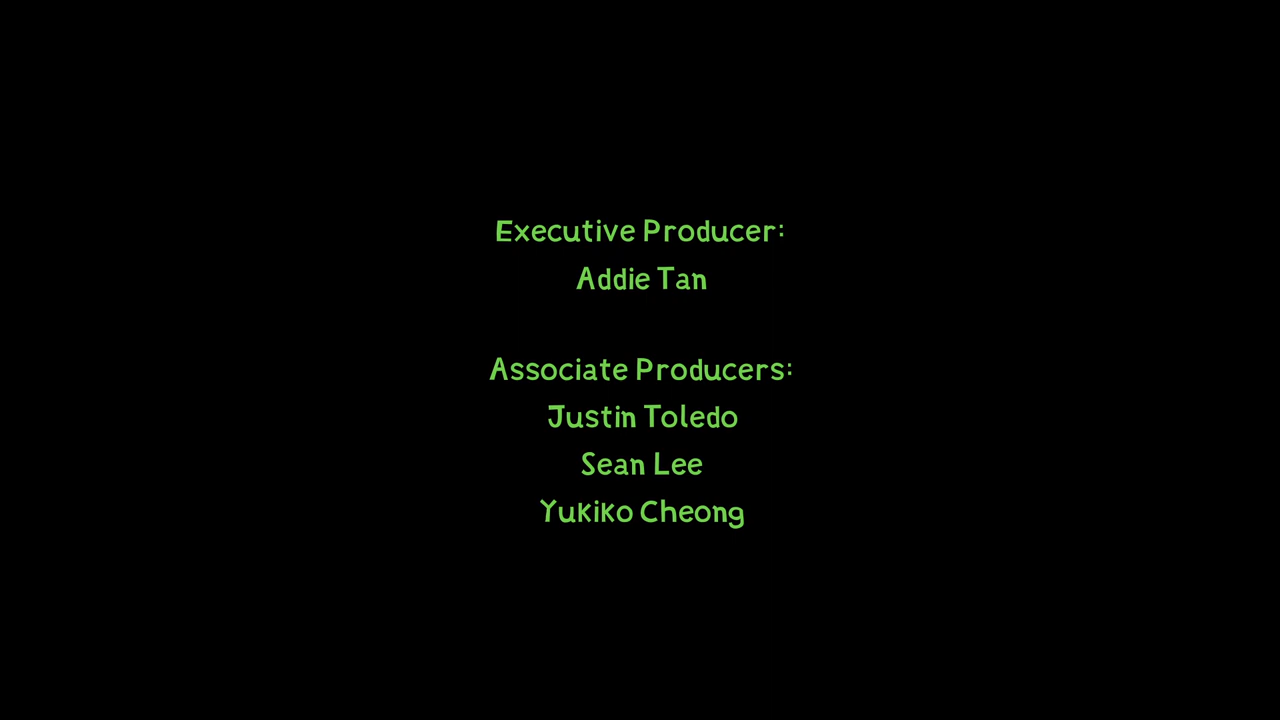 Executive Producer:
Addie Tan
Associate Producers:
Justin Toledo
Sean Lee
Yukiko Cheong